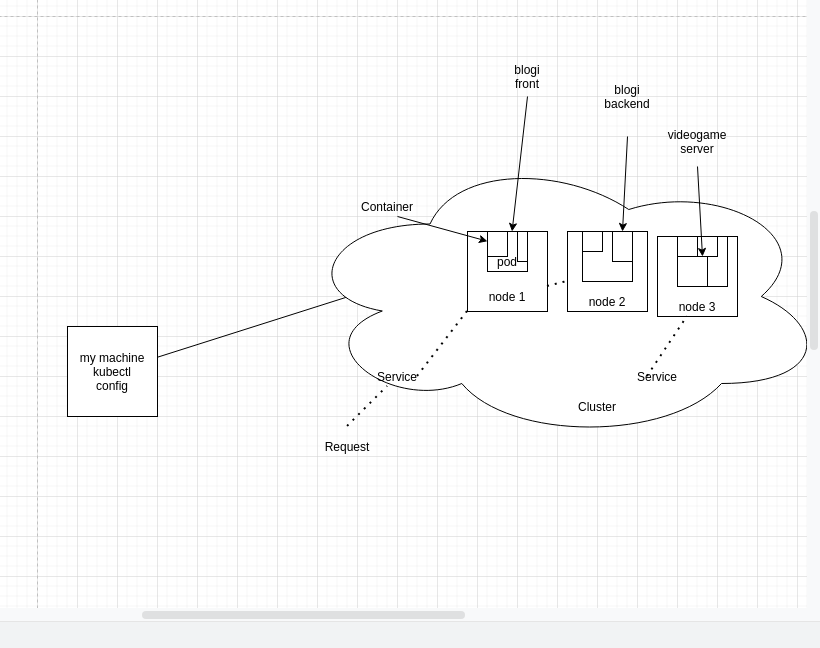 blogi
front
blogi
backend
videogame
server
Container
pod
node 1
node 2
node 3
my machine
kubectl
config
Service
Service
Cluster
Request